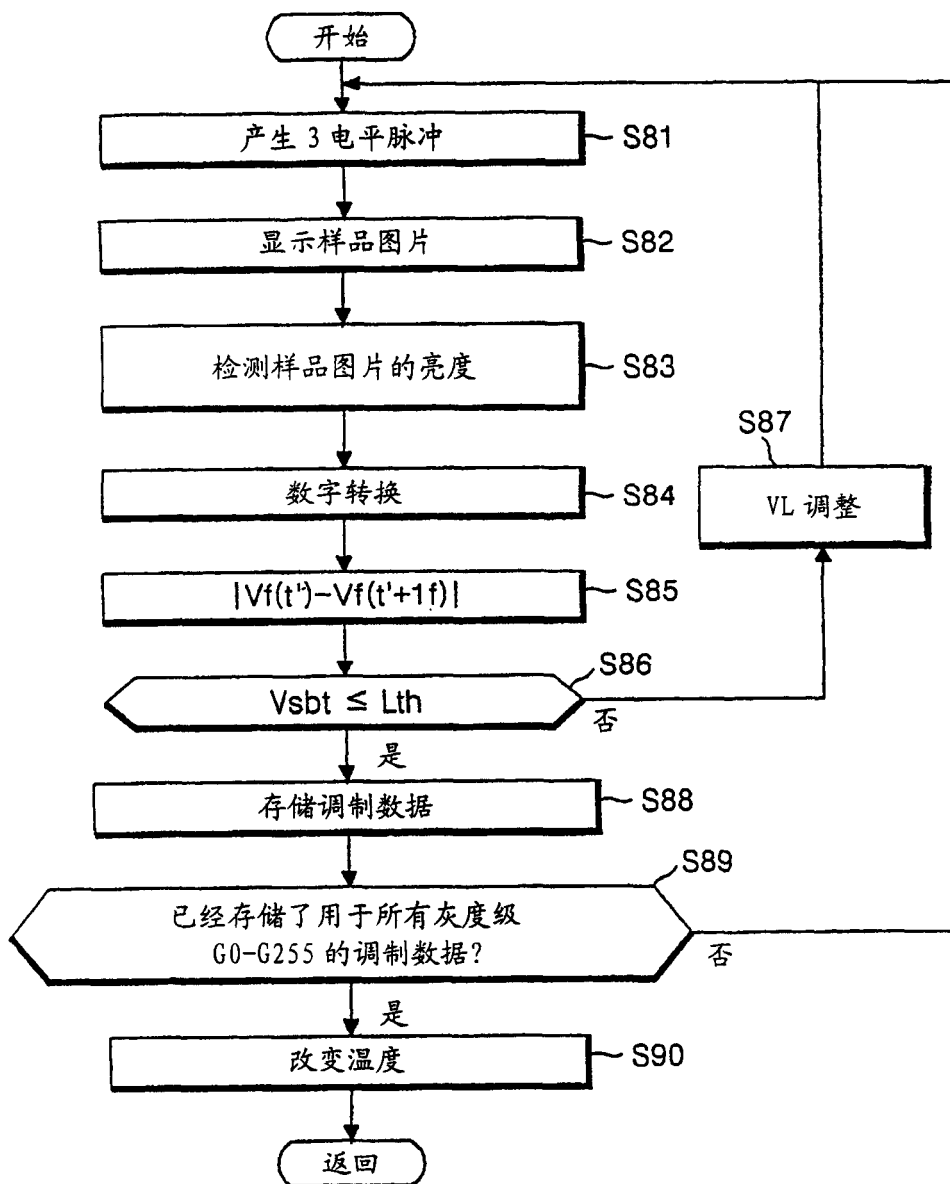 开始
产生 3 电平脉冲
S81
显示样品图片
S82
检测样品图片的亮度
S83
数字转换
S84
|Vf(t')-Vf(t'+1f)|
S85
S86
Vsbt ≤ Lth
否
S87
VL 调整
是
存储调制数据
S88
S89
已经存储了用于所有灰度级
G0-G255 的调制数据?
否
是
改变温度
S90
返回